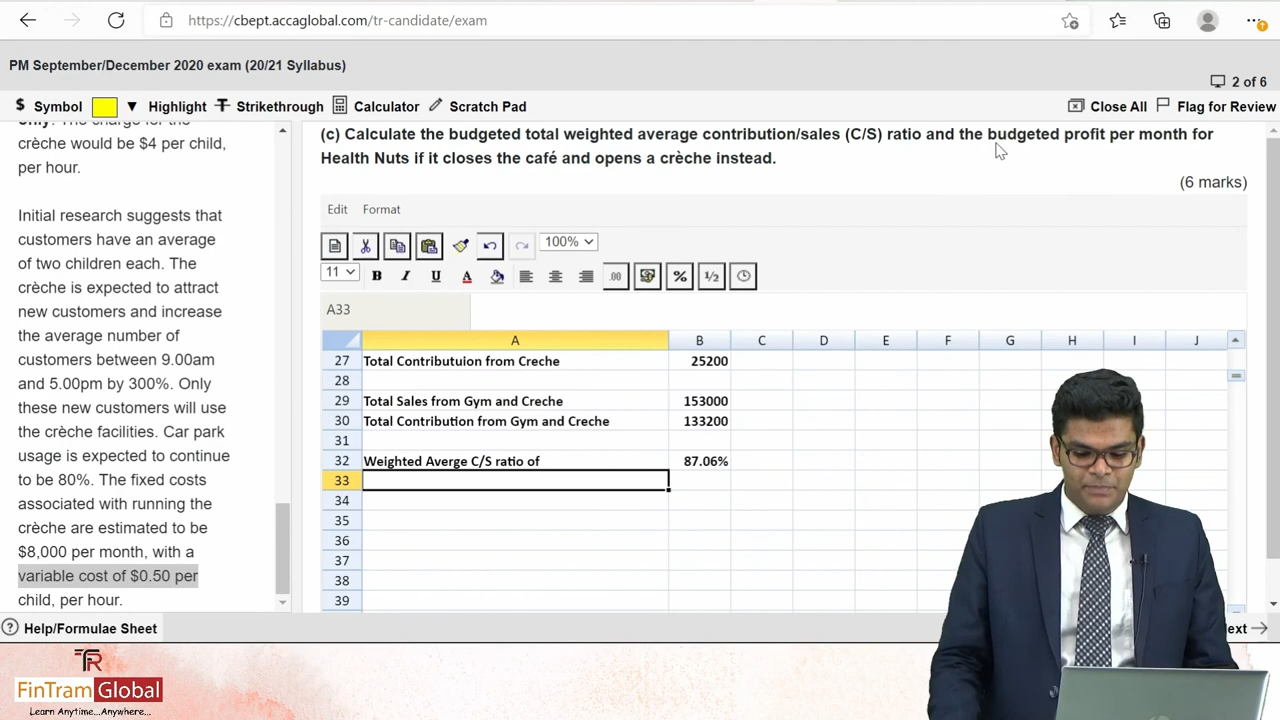 https://cbept.accaglobal.com/tr-candidate/exam
PM September/December 2020 exam (20/21 Syllabus)
2 of 6
$ Symbol Highlight T Strikethrough Calculator Scratch Pad Close All Flag for Review
crèche would be $4 per child,
per hour.
Initial research suggests that
customers have an average
of two children each. The
crèche is expected to attract
new customers and increase
the average number of
customers between 9.00am
and 5.00pm by 300%. Only
these new customers will use
the crèche facilities. Car park
usage is expected to continue
to be 80%. The fixed costs
associated with running the
crèche are estimated to be
$8,000 per month, with a
variable cost of $0.50 per
child, per hour.
(c) Calculate the budgeted total weighted average contribution/sales (C/S) ratio and the budgeted profit per month for
Health Nuts if it closes the café and opens a crèche instead.
(6 marks)
Edit Format
100%
11 B I U A .00 % 1/2
A33
A B C D E F G H I J
27 Total Contributuion from Creche 25200
28
29 Total Sales from Gym and Creche 153000
30 Total Contribution from Gym and Creche 133200
31
32 Weighted Averge C/S ratio of 87.06%
33
34
35
36
37
38
39
? Help/Formulae Sheet
FinTram Global
Learn Anytime...Anywhere...